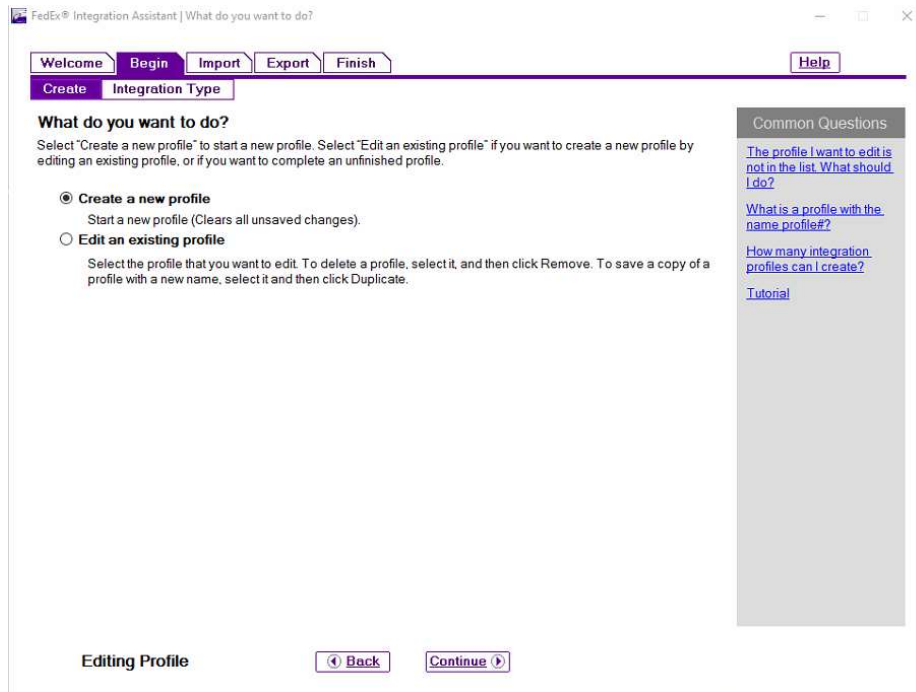 FedEx® Integration Assistant | What do you want to do?
Welcome Begin Import Export Finish Help
Create Integration Type
What do you want to do?
Select "Create a new profile" to start a new profile. Select "Edit an existing profile" if you want to create a new profile by
editing an existing profile, or if you want to complete an unfinished profile.
Create a new profile
Start a new profile (Clears all unsaved changes).
Edit an existing profile
Select the profile that you want to edit. To delete a profile, select it, and then click Remove. To save a copy of a
profile with a new name, select it and then click Duplicate.
Common Questions
The profile I want to edit is
not in the list. What should
I do?
What is a profile with the
name profile#?
How many integration
profiles can I create?
Tutorial
Editing Profile Back Continue